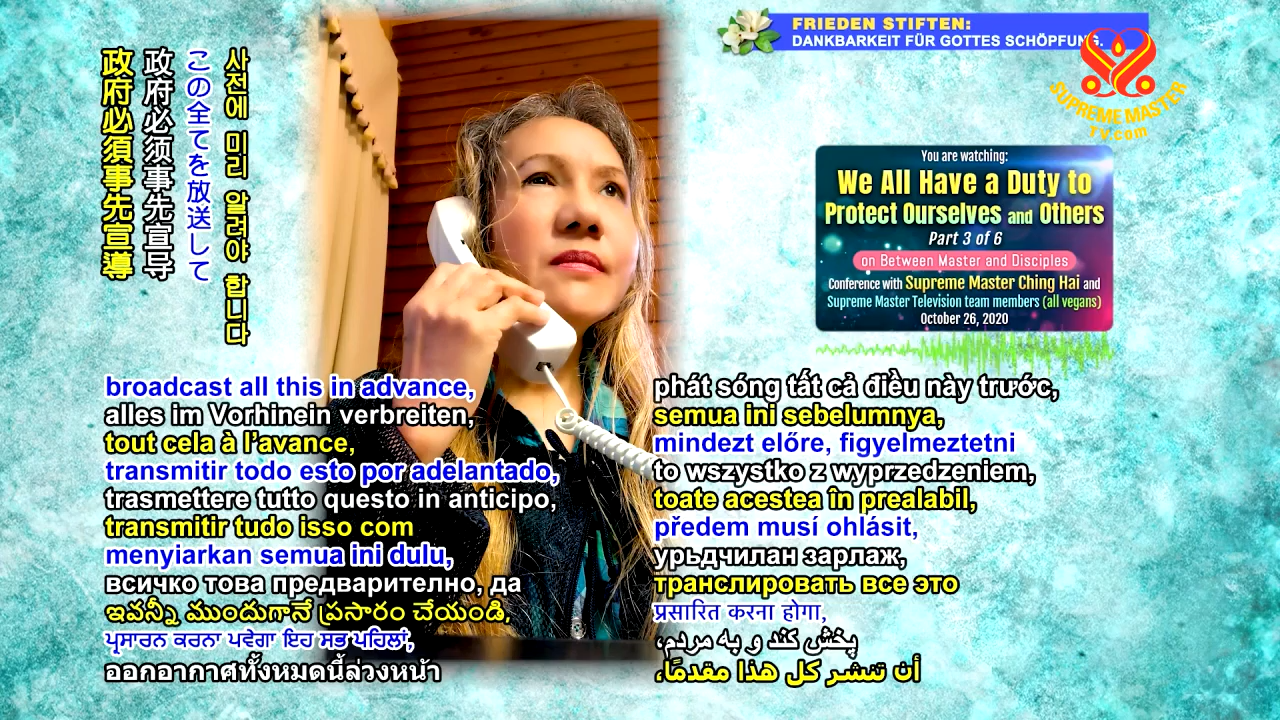 FRIEDEN STIFTEN:
DANKBARKEIT FÜR GOTTES SCHÖPFUNG.
SUPREME MASTER
TV.com
You are watching:
We All Have a Duty to
Protect Ourselves and Others
Part 3 of 6
on Between Master and Disciples
Conference with Supreme Master Ching Hai and
Supreme Master Television team members (all vegans)
October 26, 2020
政府必須事先宣導
政府必须事先宣导
この全てを放送して
사전에 미리 알려야 합니다
broadcast all this in advance,
alles im Vorhinein verbreiten,
tout cela à l'avance,
transmitir todo esto por adelantado,
trasmettere tutto questo in anticipo,
transmitir tudo isso com
menyiarkan semua ini dulu,
всичко това предварително, да
ఇవన్నీ ముందుగానే ప్రసారం చేయండి,
ਪ੍ਰਸਾਰਨ ਕਰਨਾ ਪਵੇਗਾ ਇਹ ਸਭ ਪਹਿਲਾਂ,
ออกอากาศทั้งหมดนี้ล่วงหน้า
phát sóng tất cả điều này trước,
semua ini sebelumnya,
mindezt előre, figyelmeztetni
to wszystko z wyprzedzeniem,
toate acestea în prealabil,
předem musí ohlásit,
урьдчилан зарлаж,
транслировать все это
प्रसारित करना होगा,
پخش کند و به مردم،
أن تنشر كل هذا مقدمًا،